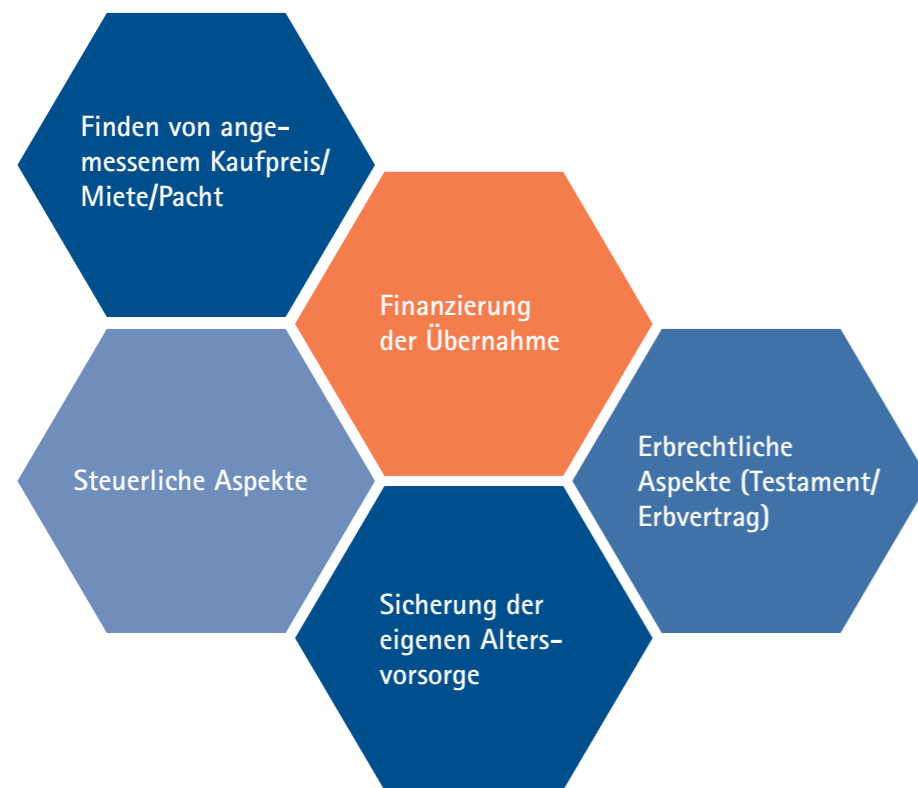 Finden von ange-
messenem Kaufpreis/
Miete/Pacht
Finanzierung
der Übernahme
Steuerliche Aspekte
Erbrechtliche
Aspekte (Testament/
Erbvertrag)
Sicherung der
eigenen Alters-
vorsorge